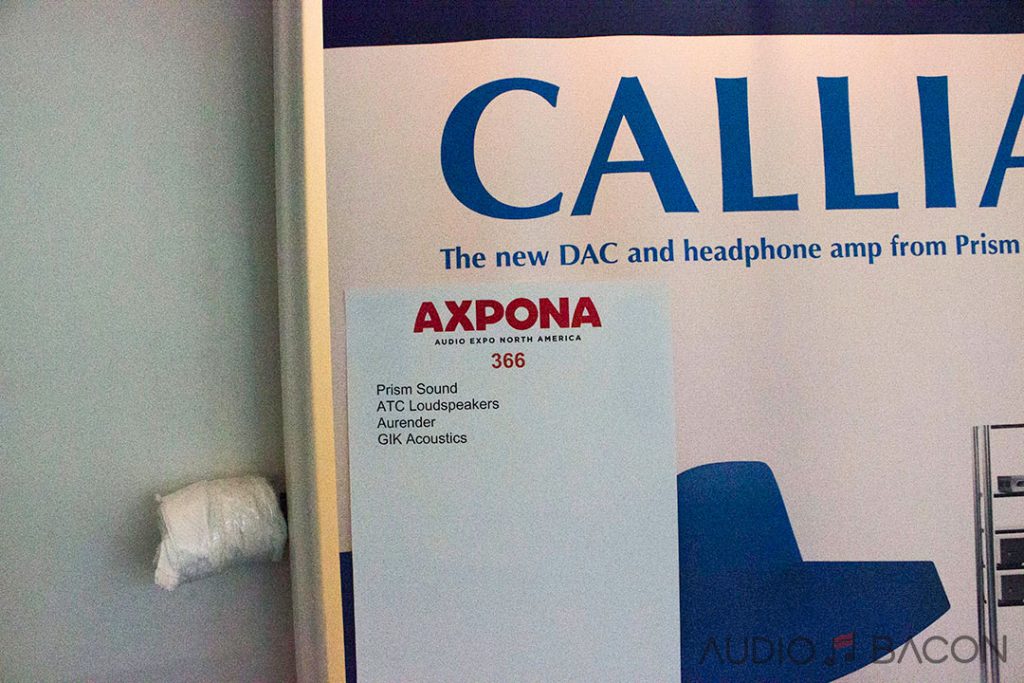 CALLIA
The new DAC and headphone amp from Prism
AXPONA
AUDIO EXPO NORTH AMERICA
366
Prism Sound
ATC Loudspeakers
Aurender
GIK Acoustics
AUDIO BACON